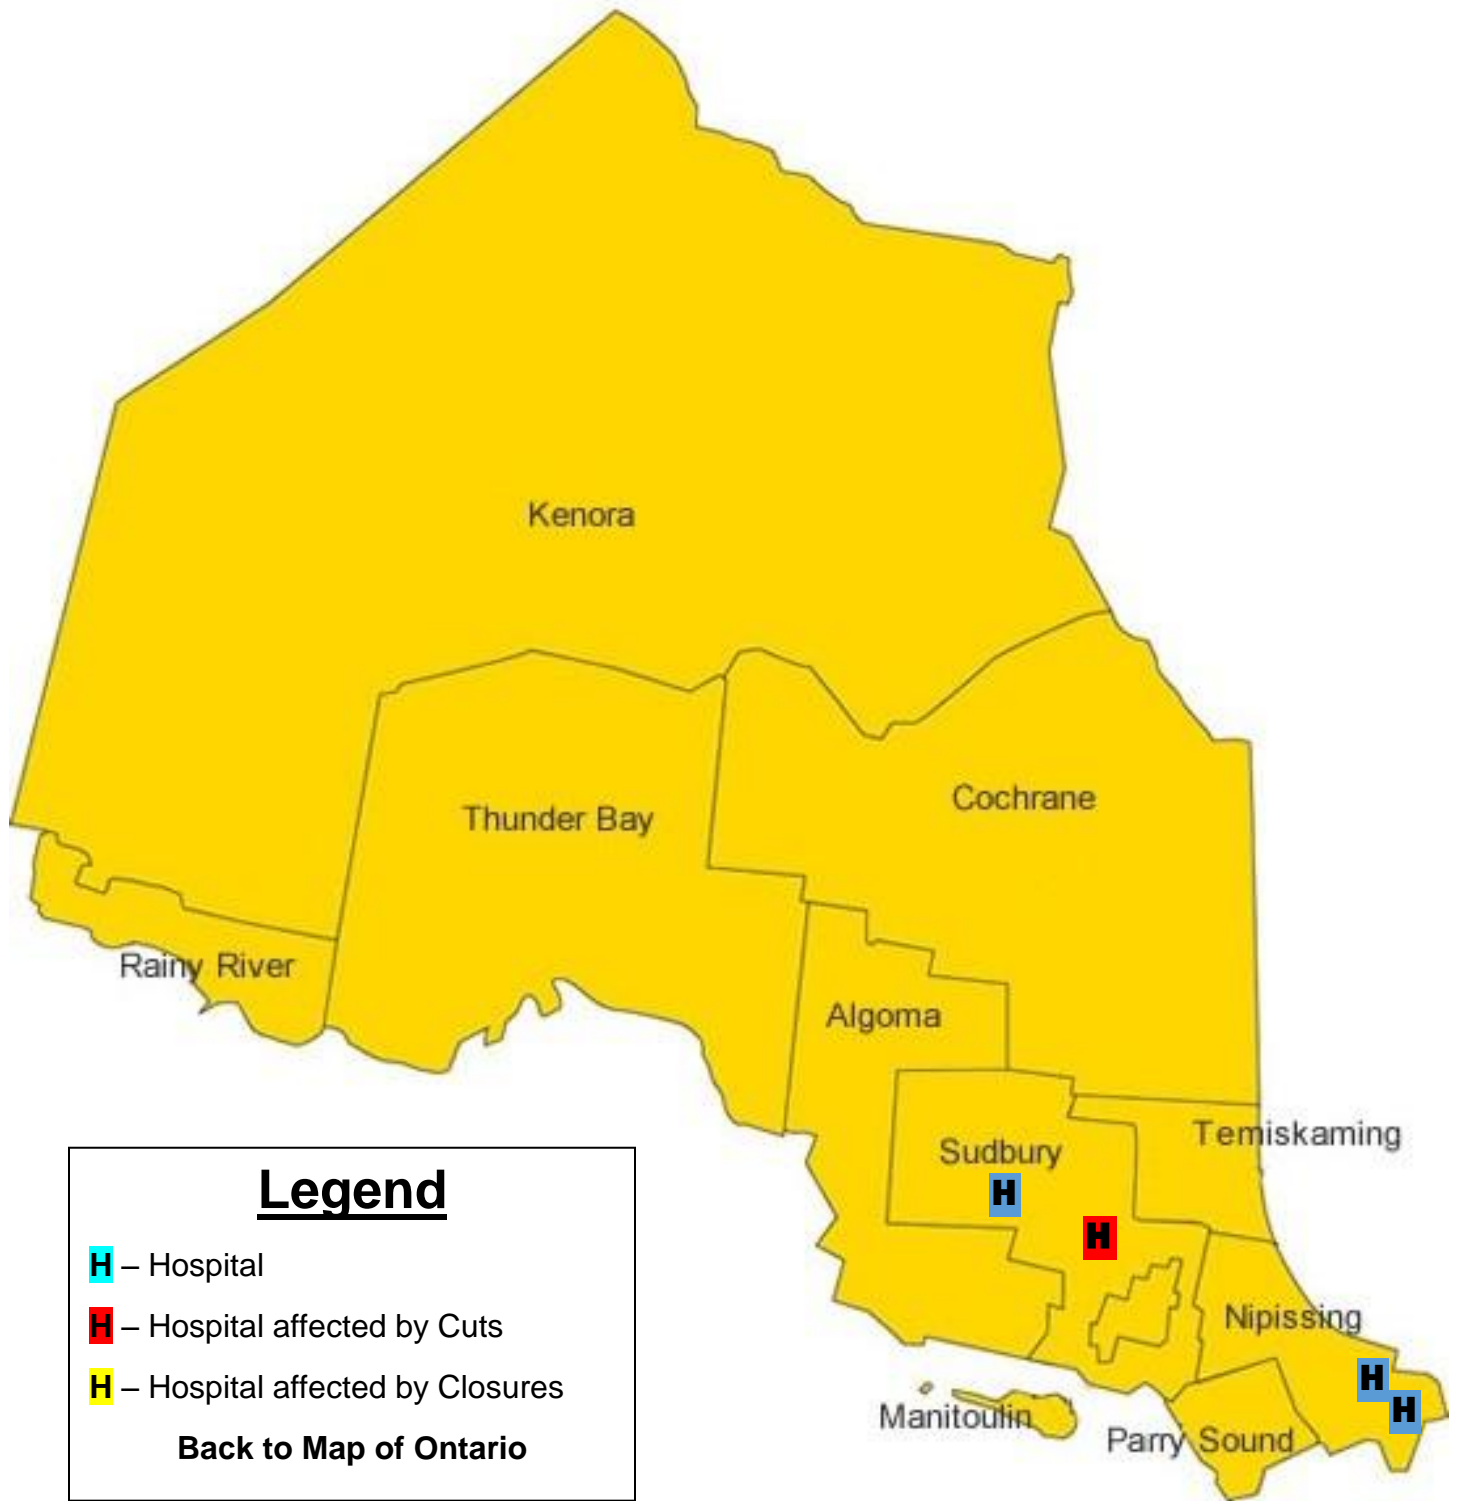 Kenora
Cochrane
Thunder Bay
Rainy River
Algoma
Temiskaming
Sudbury
H
H
Nipissing
H
H
Manitoulin
Parry Sound
Legend
H – Hospital
H – Hospital affected by Cuts
H – Hospital affected by Closures
Back to Map of Ontario